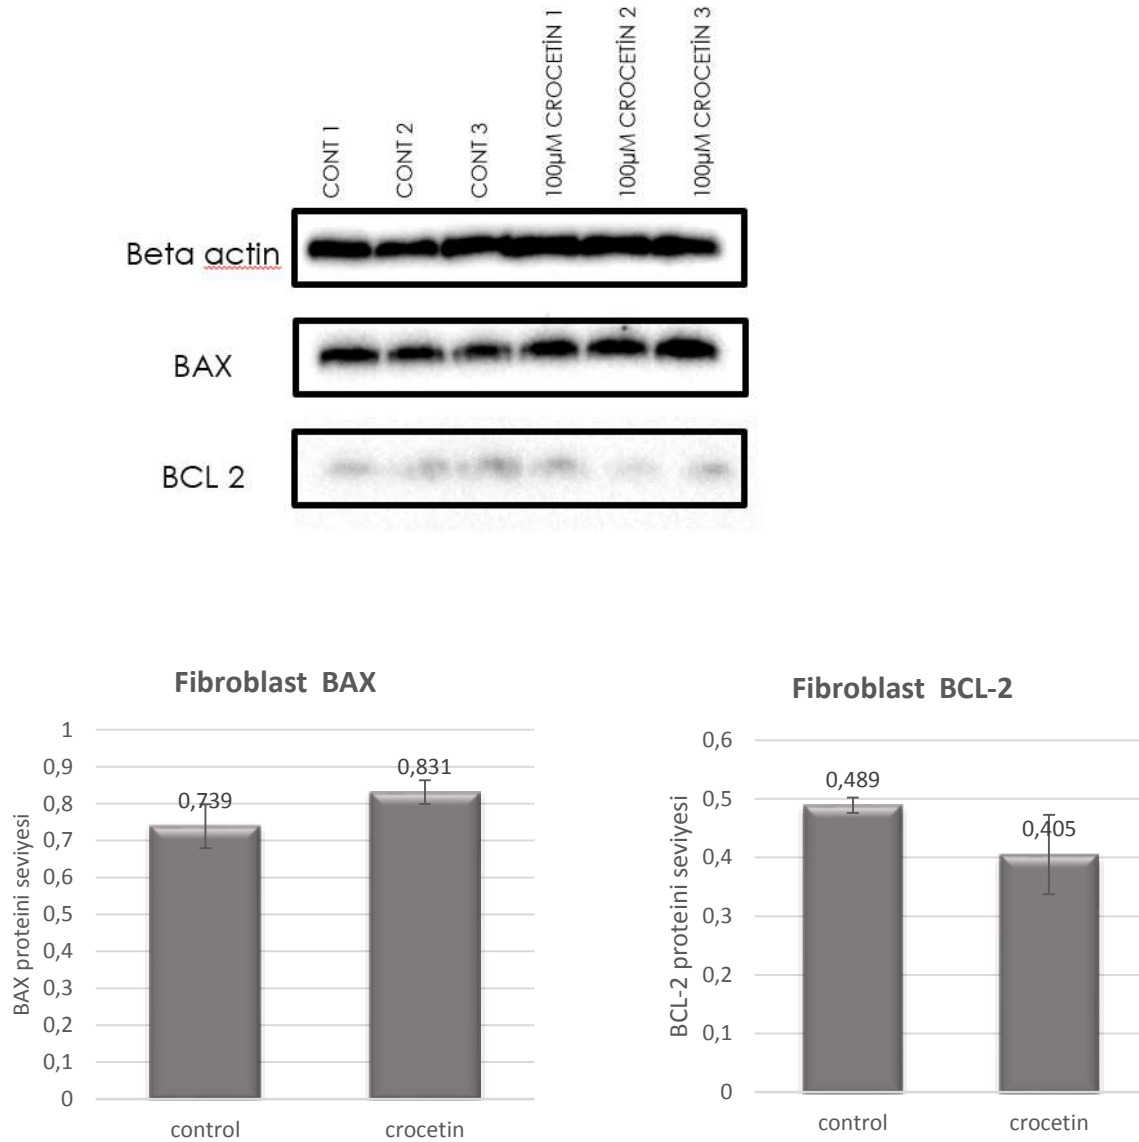 CONT 1
CONT 2
CONT 3
100µM CROCETİN 1
100µM CROCETİN 2
100µM CROCETİN 3
Beta actin
BAX
BCL 2
Fibroblast BAX
BAX proteini seviyesi
1
0,9
0,8
0,7
0,6
0,5
0,4
0,3
0,2
0,1
0
0,739
0,831
control
crocetin
Fibroblast BCL-2
BCL-2 proteini seviyesi
0,6
0,5
0,4
0,3
0,2
0,1
0
0,489
0,405
control
crocetin